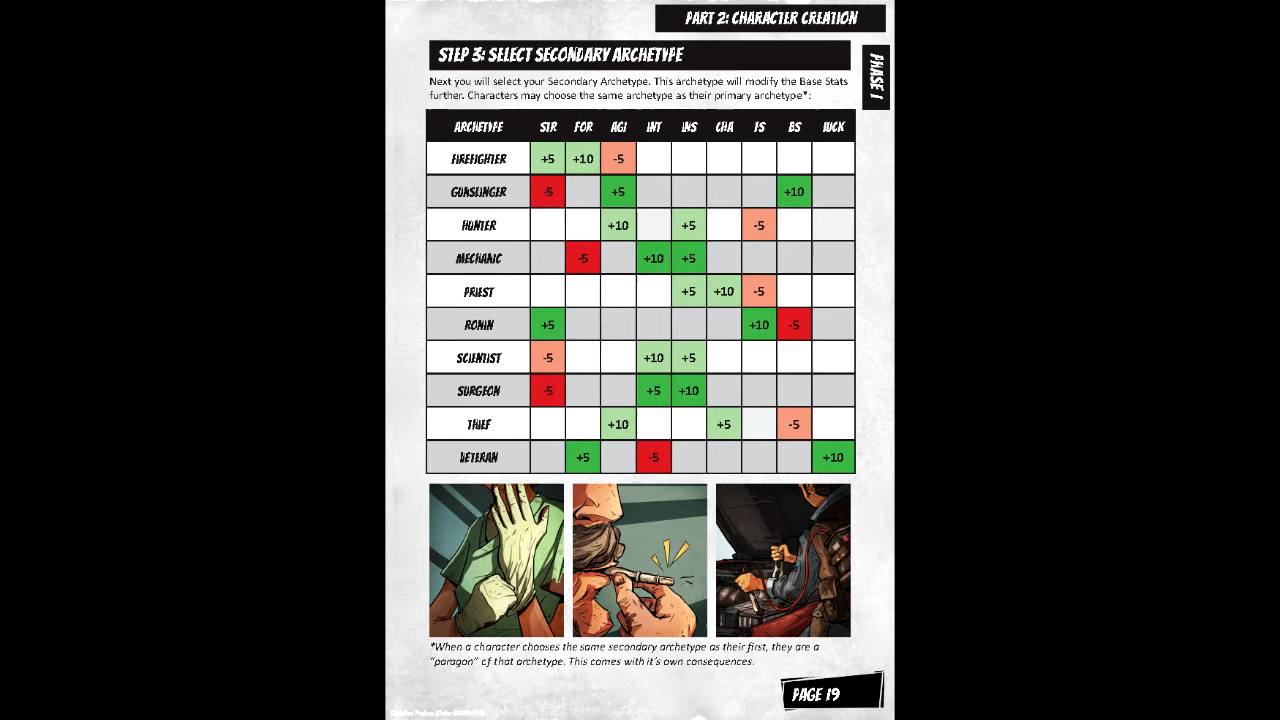 PART 2: CHARACTER CREATION
STEP 3: SELECT SECONDARY ARCHETYPE
PHASE 1
Next you will select your Secondary Archetype. This archetype will modify the Base Stats
further. Characters may choose the same archetype as their primary archetype*:
ARCHETYPE STR FOR AGI INT INS CHA FS BS LUCK
FIREFIGHTER +5 +10 -5
GUNSLINGER -5 +5 +10
HUNTER +10 +5 -5
MECHANIC -5 +10 +5
PRIEST +5 +10 -5
RONIN +5 +10 -5
SCIENTIST -5 +10 +5
SURGEON -5 +5 +10
THIEF +10 +5 -5
VETERAN +5 -5 +10
*When a character chooses the same secondary archetype as their first, they are a
"paragon" of that archetype. This comes with it's own consequences.
PAGE 19